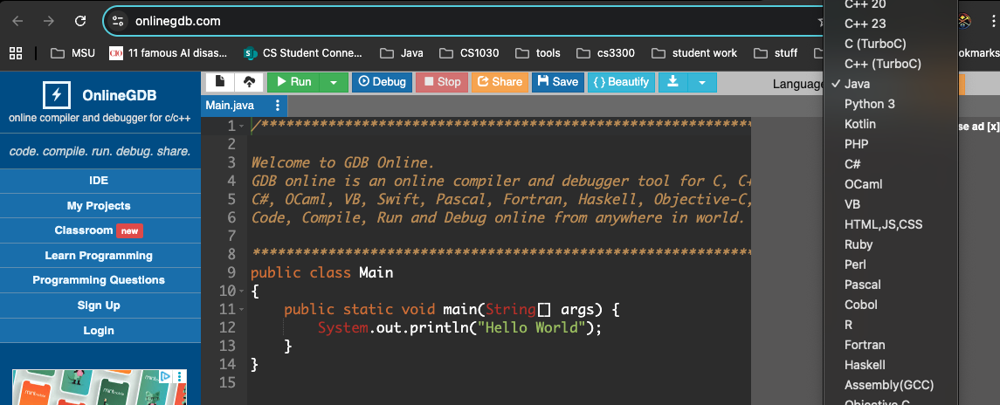 onlinegdb.com
MSU 11 famous AI disas... CS Student Conne... Java CS1030 tools cs3300 student work stuff okmarks
OnlineGDB
online compiler and debugger for c/c++
code. compile. run. debug. share.
IDE
My Projects
Classroom new
Learn Programming
Programming Questions
Sign Up
Login
Run Debug Stop Share Save { } Beautify Language
Main.java
1 /************************************************************
2
3 Welcome to GDB Online.
4 GDB online is an online compiler and debugger tool for C, C+
5 C#, OCaml, VB, Swift, Pascal, Fortran, Haskell, Objective-C,
6 Code, Compile, Run and Debug online from anywhere in world.
7
8 ************************************************************
9 public class Main
10 {
11 public static void main(String[] args) {
12 System.out.println("Hello World");
13 }
14 }
15
C++ 20
C++ 23
C (TurboC)
C++ (TurboC)
✓ Java
Python 3
Kotlin
PHP
C#
OCaml
VB
HTML,JS,CSS
Ruby
Perl
Pascal
Cobol
R
Fortran
Haskell
Assembly(GCC)
Objective C
se ad [x]